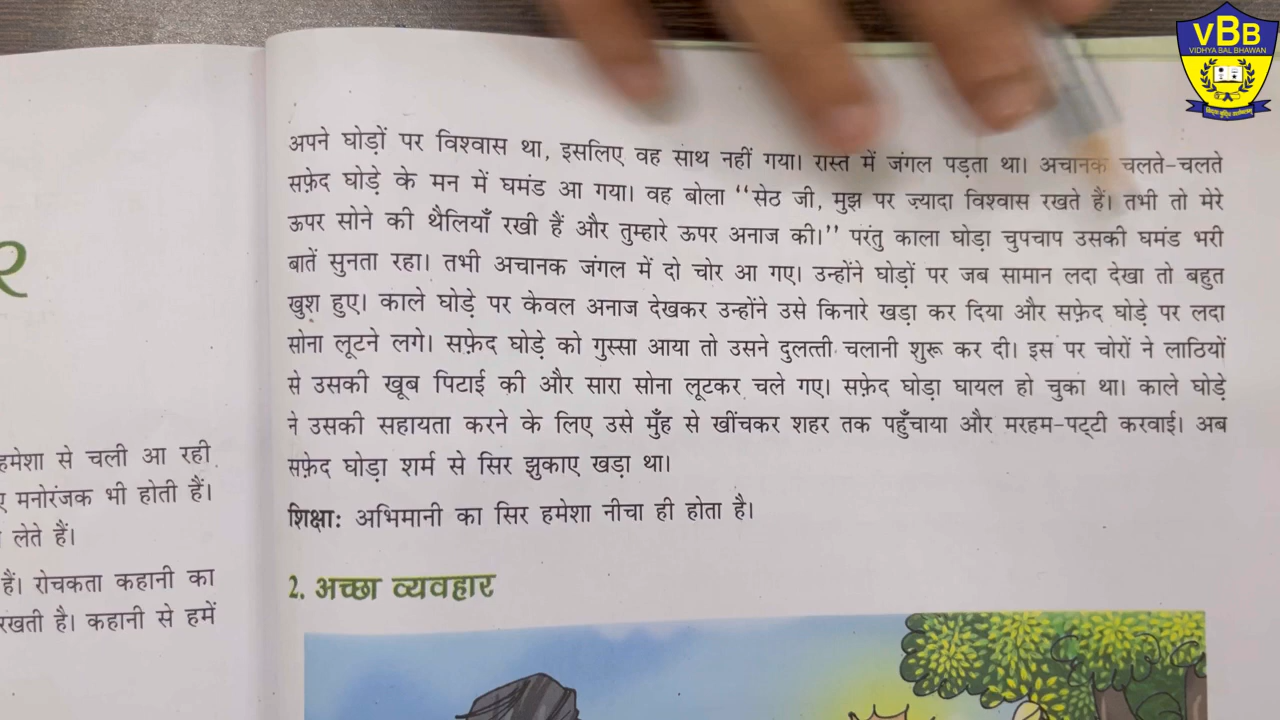 VBB
VIDHYA BAL BHAWAN
अपने घोड़ों पर विश्वास था, इसलिए वह साथ नहीं गया। रास्ते में जंगल पड़ता था। अचानक चलते-चलते
सफ़ेद घोड़े के मन में घमंड आ गया। वह बोला ‘‘सेठ जी, मुझ पर ज़्यादा विश्वास रखते हैं। तभी तो मेरे
ऊपर सोने की थैलियाँ रखी हैं और तुम्हारे ऊपर अनाज की।’’ परंतु काला घोड़ा चुपचाप उसकी घमंड भरी
बातें सुनता रहा। तभी अचानक जंगल में दो चोर आ गए। उन्होंने घोड़ों पर जब सामान लदा देखा तो बहुत
खुश हुए। काले घोड़े पर केवल अनाज देखकर उन्होंने उसे किनारे खड़ा कर दिया और सफ़ेद घोड़े पर लदा
सोना लूटने लगे। सफ़ेद घोड़े को गुस्सा आया तो उसने दुलत्ती चलानी शुरू कर दी। इस पर चोरों ने लाठियों
से उसकी खूब पिटाई की और सारा सोना लूटकर चले गए। सफ़ेद घोड़ा घायल हो चुका था। काले घोड़े
ने उसकी सहायता करने के लिए उसे मुँह से खींचकर शहर तक पहुँचाया और मरहम-पट्टी करवाई। अब
सफ़ेद घोड़ा शर्म से सिर झुकाए खड़ा था।
शिक्षाः अभिमानी का सिर हमेशा नीचा ही होता है।
2. अच्छा व्यवहार
हमेशा से चली आ रही
मनोरंजक भी होती हैं।
लेते हैं।
हैं। रोचकता कहानी का
रखती है। कहानी से हमें